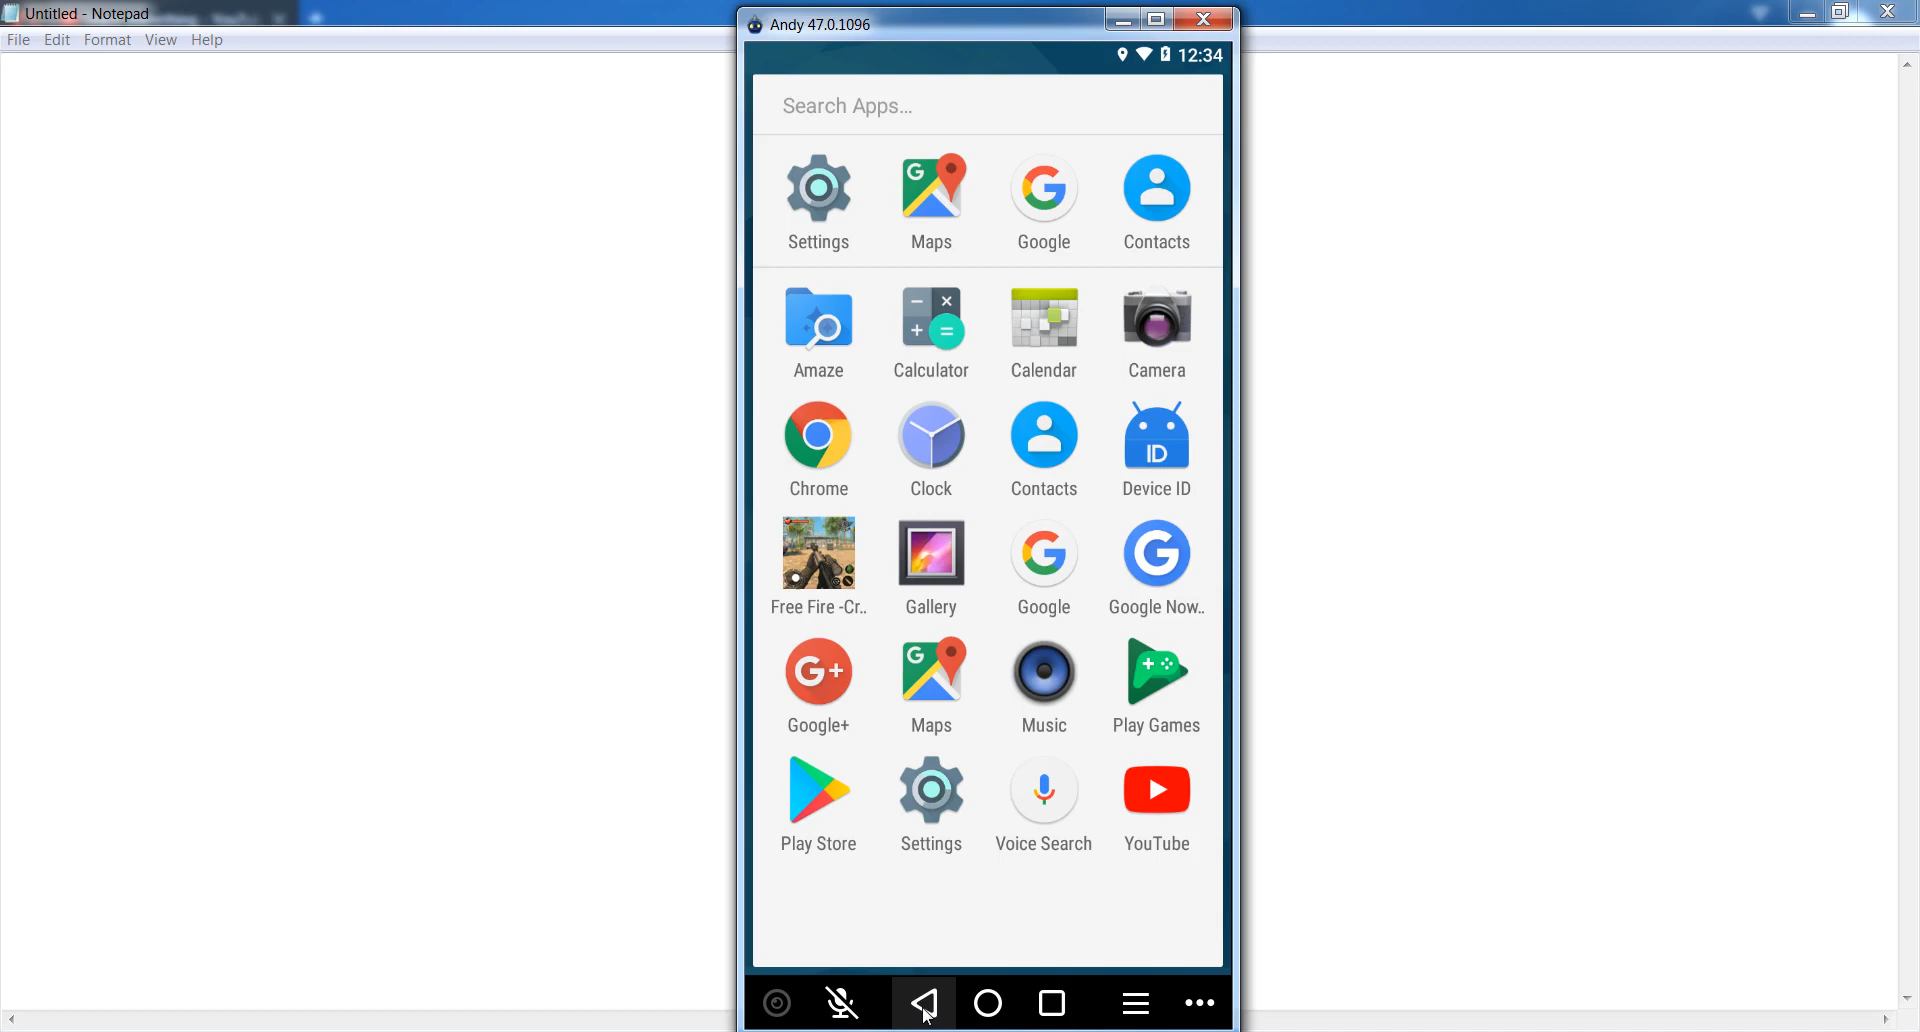 Untitled - Notepad
File Edit Format View Help
Andy 47.0.1096
12:34
Search Apps...
Settings Maps Google Contacts
Amaze Calculator Calendar Camera
ID
Chrome Clock Contacts Device ID
Free Fire -Cr.. Gallery Google Google Now..
G+
Google+ Maps Music Play Games
Play Store Settings Voice Search YouTube